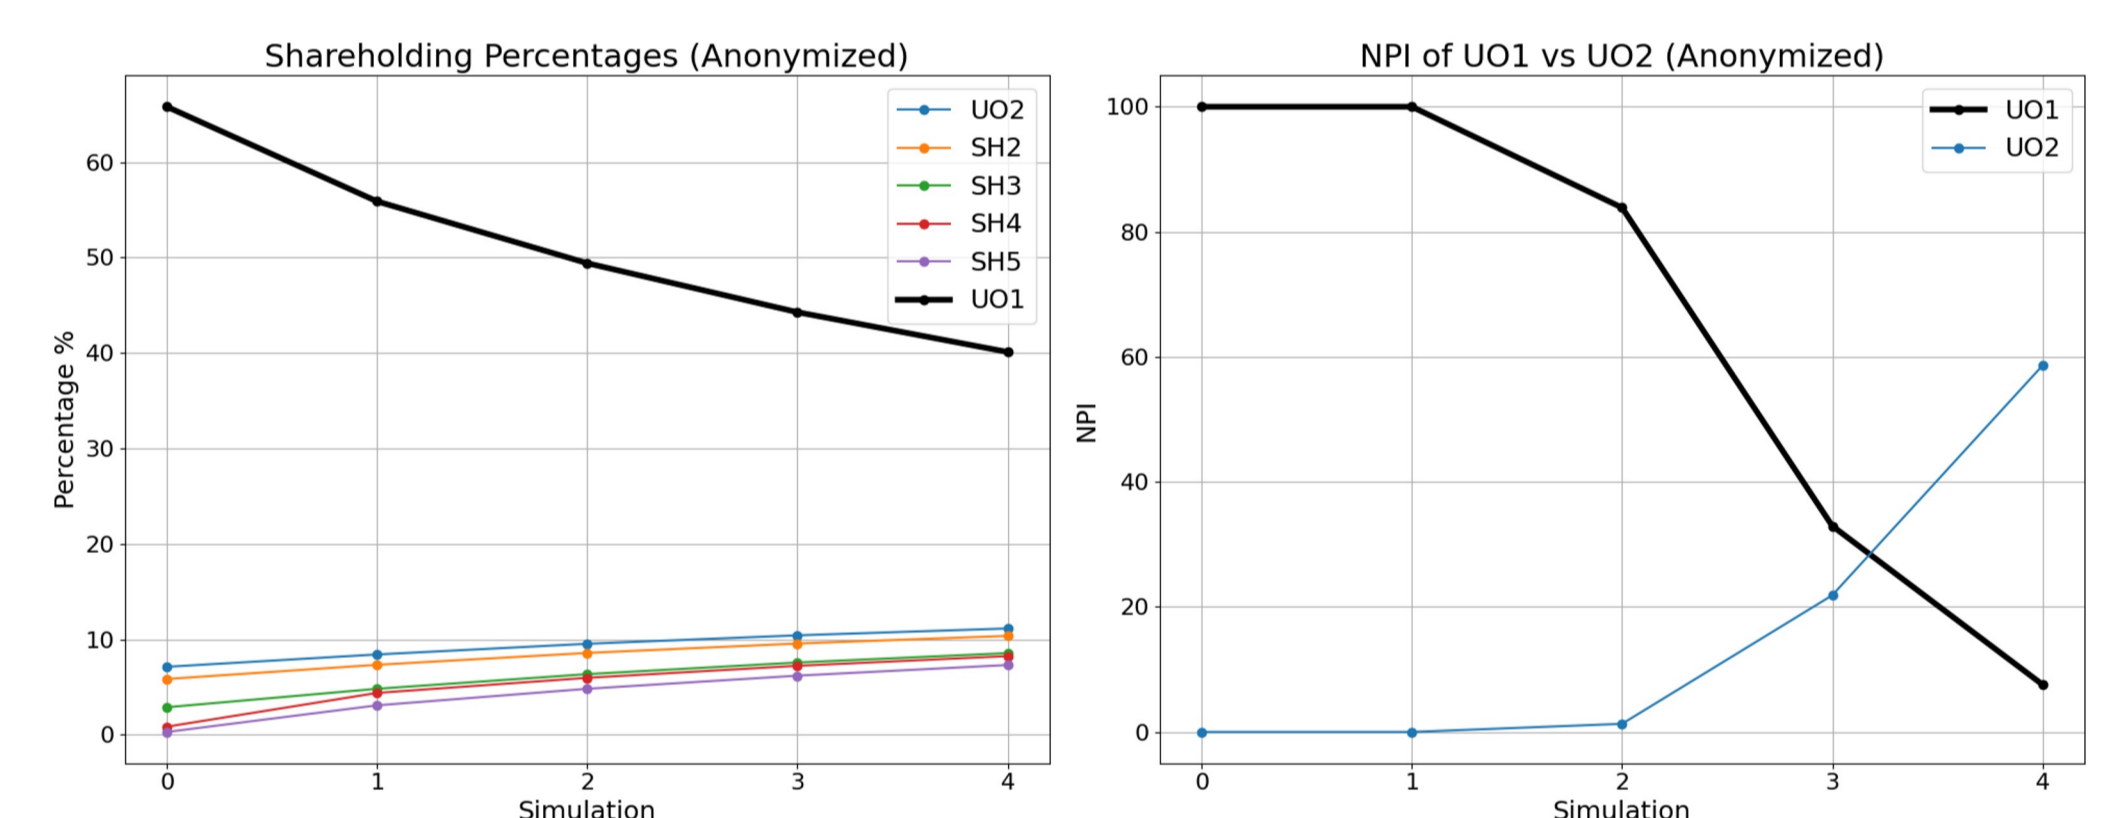 Shareholding Percentages (Anonymized)
Percentage %
60
50
40
30
20
10
0
0 1 2 3 4
Simulation
UO2
SH2
SH3
SH4
SH5
UO1
NPI of UO1 vs UO2 (Anonymized)
NPI
100
80
60
40
20
0
0 1 2 3 4
Simulation
UO1
UO2